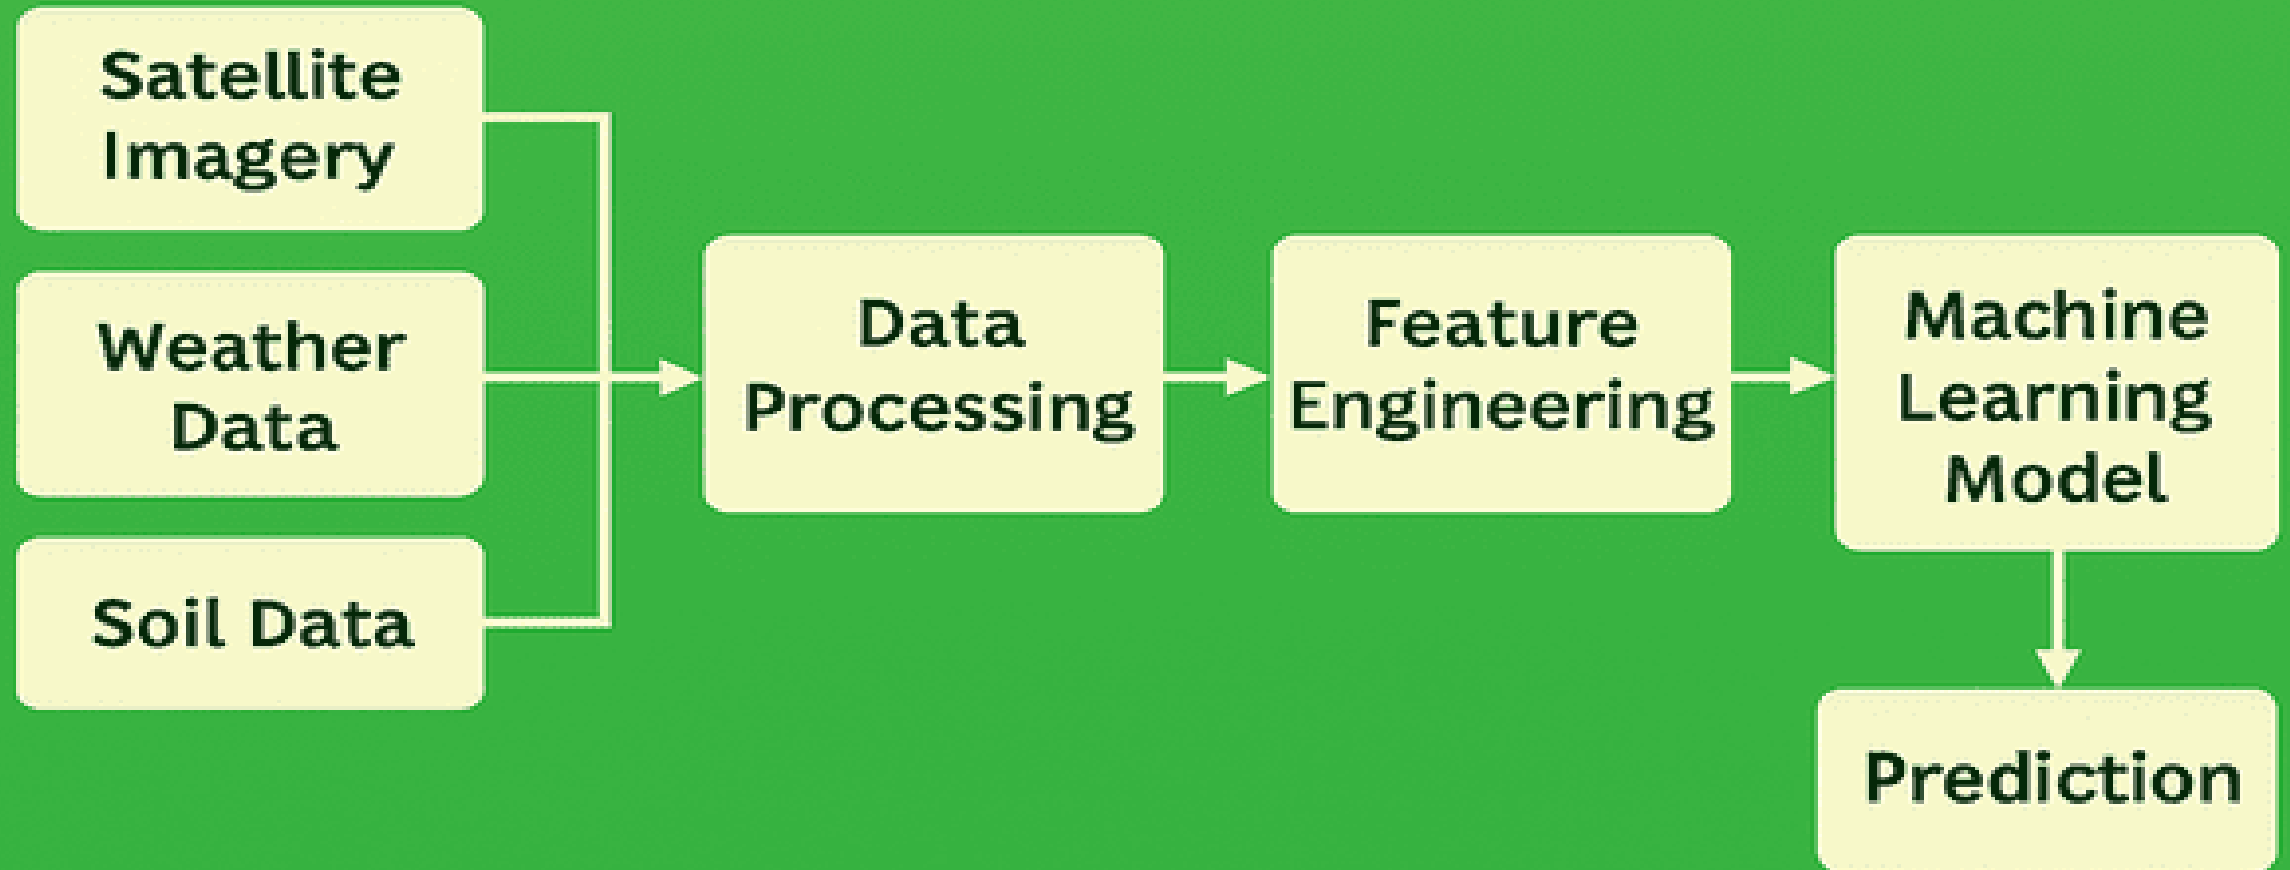 Satellite
Imagery
Weather
Data
Soil Data
Data
Processing
Feature
Engineering
Machine
Learning
Model
Prediction